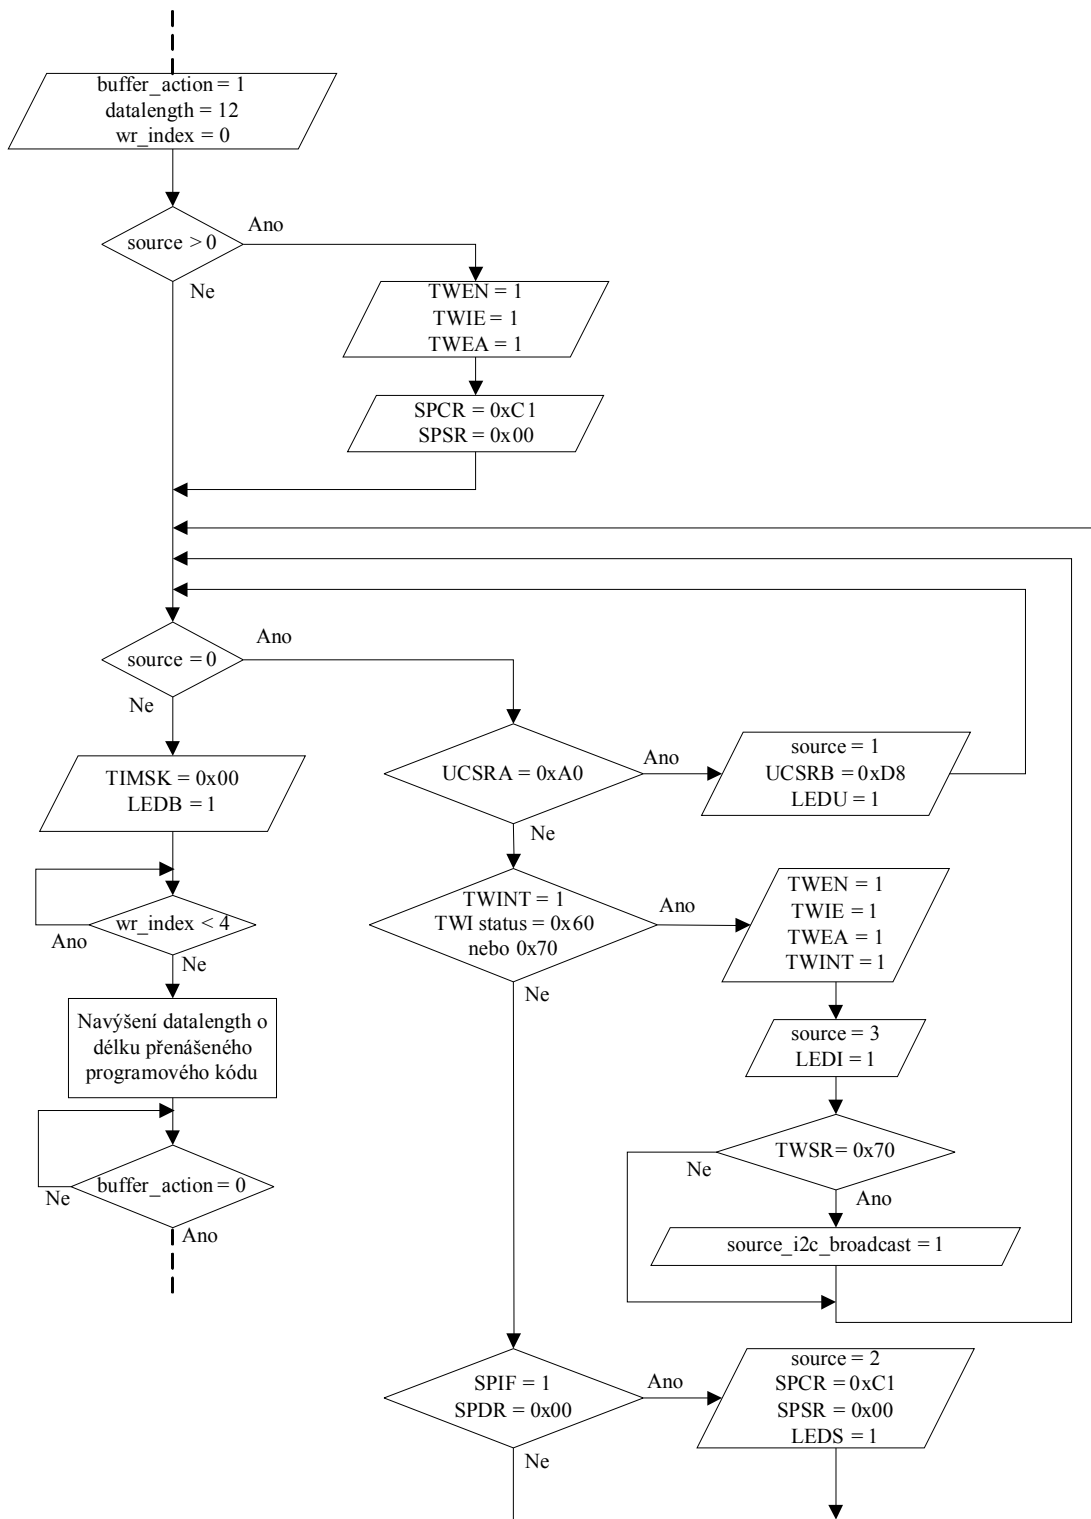 buffer_action = 1
datalength = 12
wr_index = 0
source > 0
Ano
Ne
TWEN = 1
TWIE = 1
TWEA = 1
SPCR = 0xC1
SPSR = 0x00
source = 0
Ano
Ne
TIMSK = 0x00
LEDB = 1
wr_index < 4
Ano
Ne
Navýšení datalength o
délku přenášeného
programového kódu
buffer_action = 0
Ne
Ano
UCSRA = 0xA0
Ano
Ne
source = 1
UCSRB = 0xD8
LEDU = 1
TWINT = 1
TWI status = 0x60
nebo 0x70
Ano
Ne
TWEN = 1
TWIE = 1
TWEA = 1
TWINT = 1
source = 3
LEDI = 1
TWSR= 0x70
Ne
Ano
source_i2c_broadcast = 1
SPIF = 1
SPDR = 0x00
Ano
Ne
source = 2
SPCR = 0xC1
SPSR = 0x00
LEDS = 1